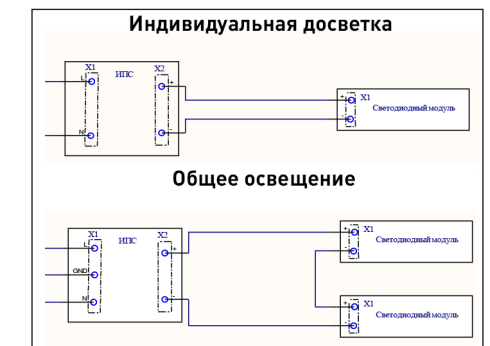 Индивидуальная досветка
X1 ИПС X2
L
+
N
-
X1
+
Светодиодный модуль
-
Общее освещение
X1 ИПС X2
L
+
GND
N
-
X1
+
Светодиодный модуль
-
X1
+
Светодиодный модуль
-